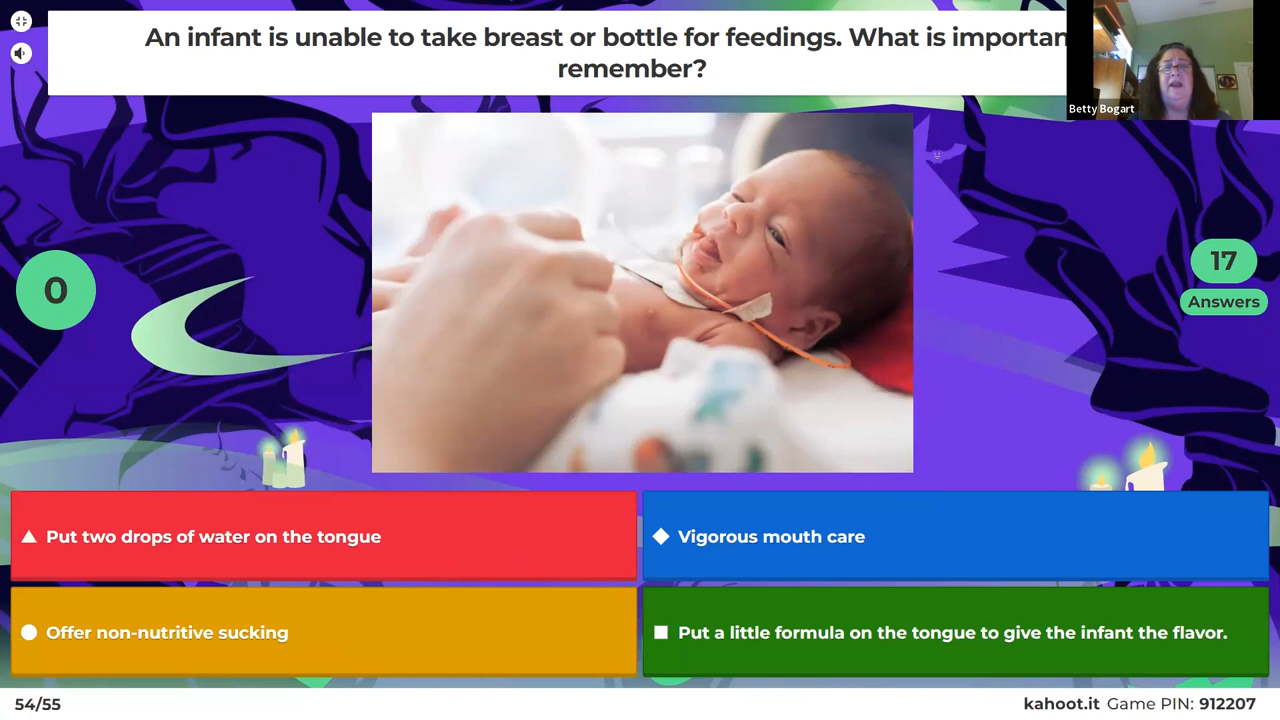 An infant is unable to take breast or bottle for feedings. What is importan
remember?
Betty Bogart
0
17
Answers
Put two drops of water on the tongue
Vigorous mouth care
Offer non-nutritive sucking
Put a little formula on the tongue to give the infant the flavor.
54/55
kahoot.it Game PIN: 912207